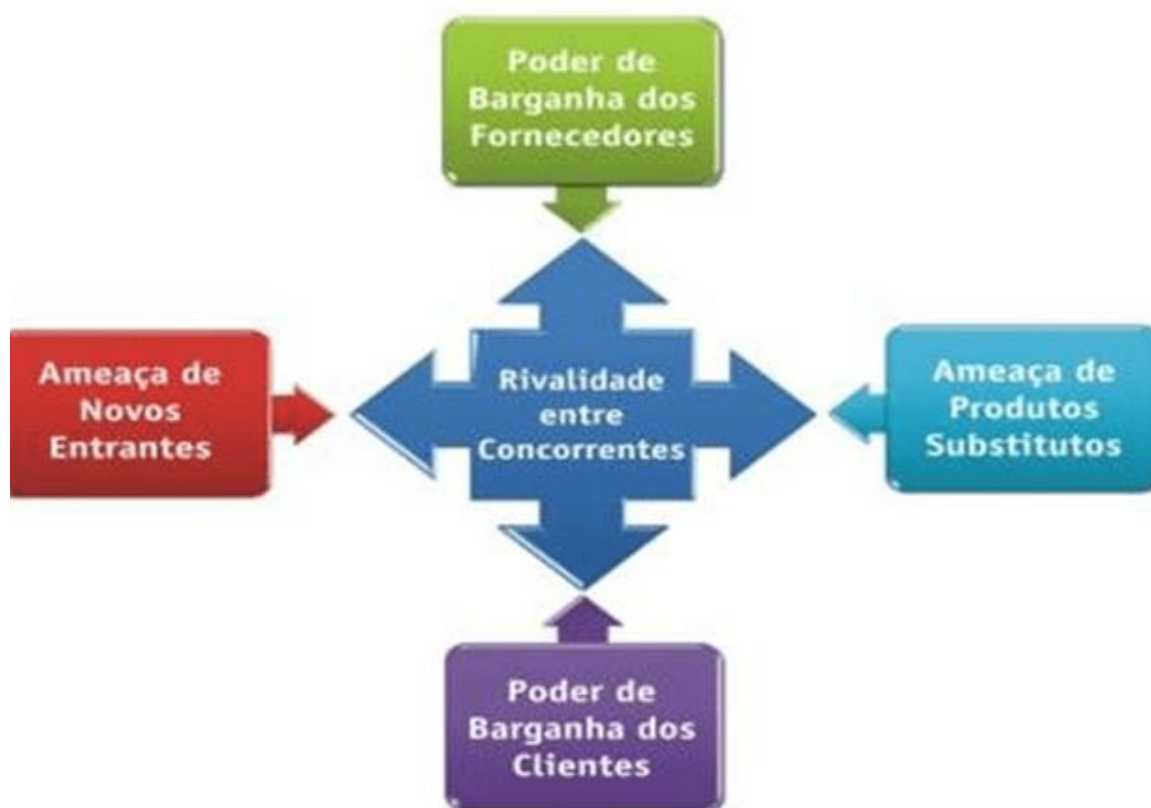 Poder de
Barganha dos
Fornecedores
Ameaça de
Novos
Entrantes
Rivalidade
entre
Concorrentes
Ameaça de
Produtos
Substitutos
Poder de
Barganha dos
Clientes